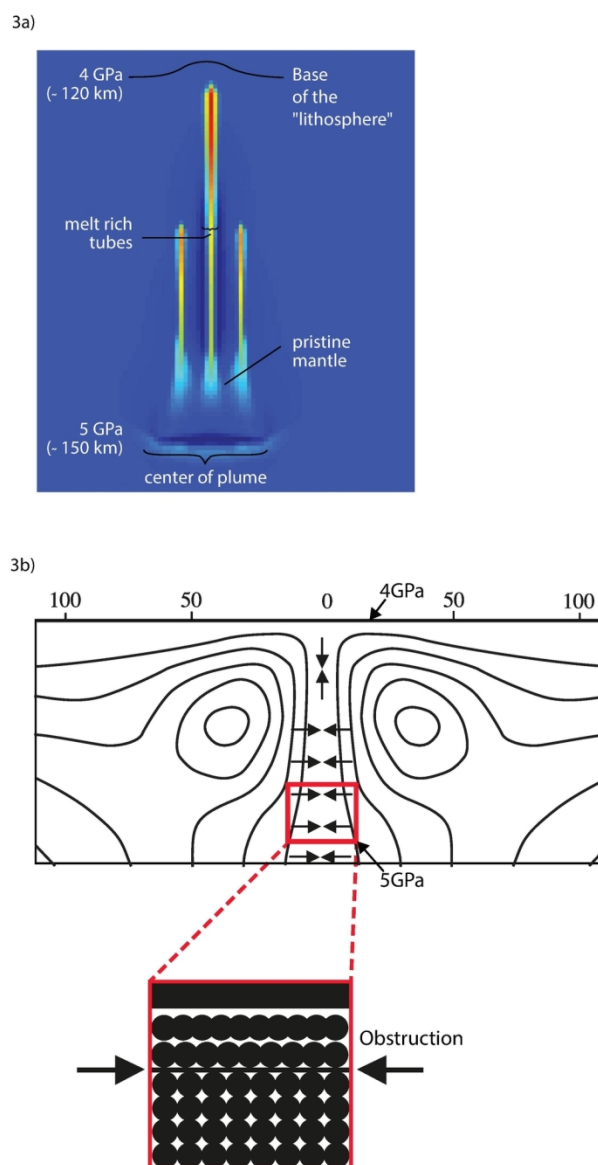 3a)
4 GPa
(~ 120 km)
Base
of the
"lithosphere"
melt rich
tubes
pristine
mantle
5 GPa
(~ 150 km)
center of plume
3b)
100 50 0 4GPa 50 100
5GPa
Obstruction